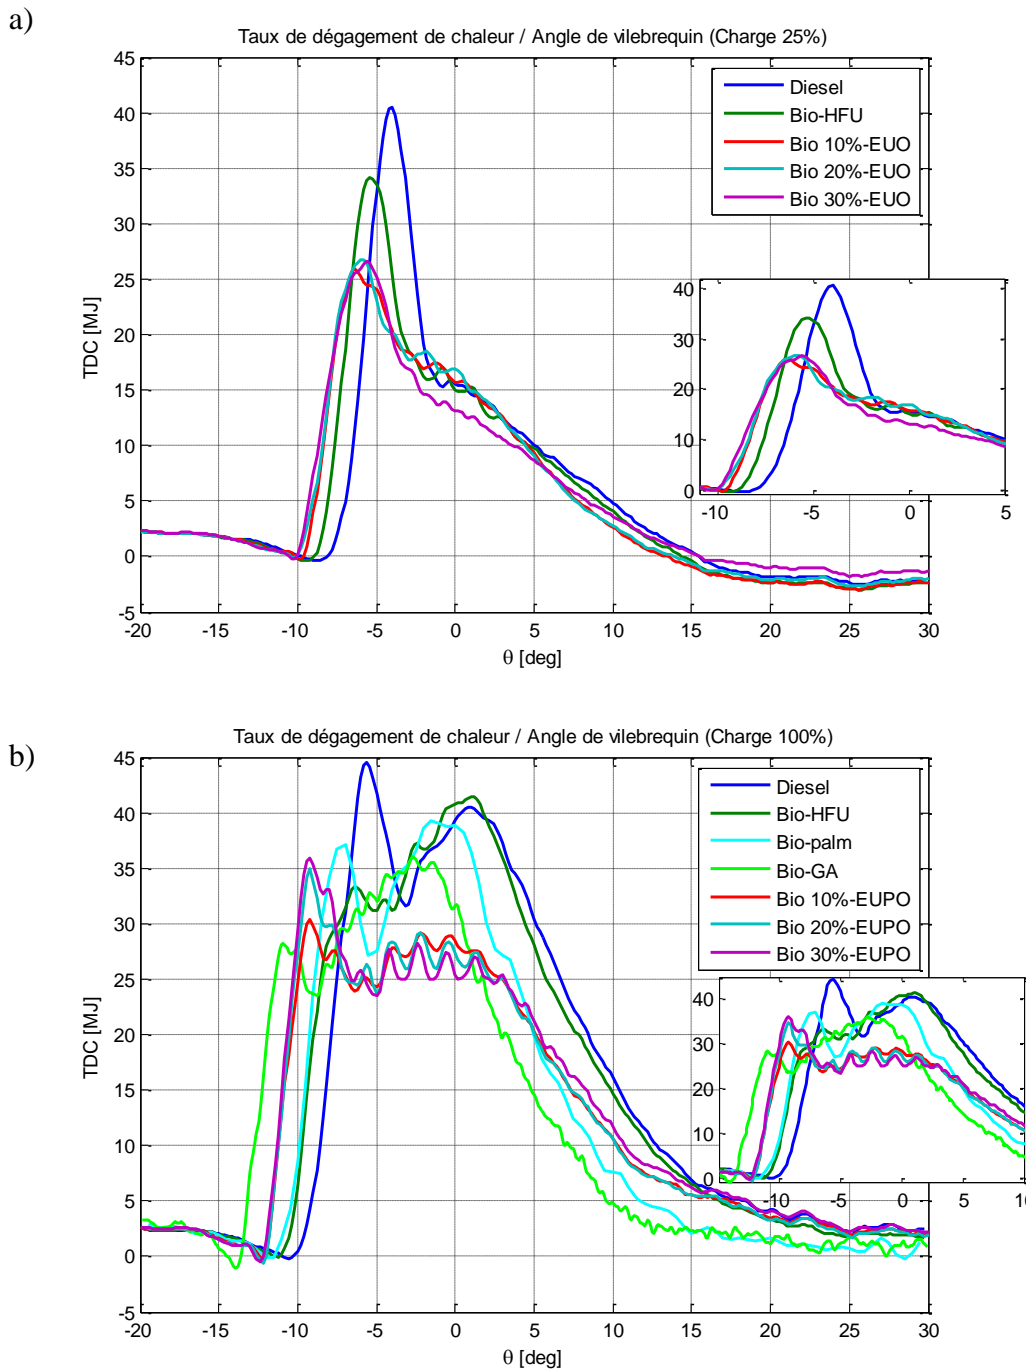 a)
Taux de dégagement de chaleur / Angle de vilebrequin (Charge 25%)
45
40
35
30
25
20
15
10
5
0
-5
TDC [MJ]
Diesel
Bio-HFU
Bio 10%-EUO
Bio 20%-EUO
Bio 30%-EUO
40
30
20
10
0
-10 -5 0 5
-20 -15 -10 -5 0 5 10 15 20 25 30
θ [deg]
b)
Taux de dégagement de chaleur / Angle de vilebrequin (Charge 100%)
45
40
35
30
25
20
15
10
5
0
-5
TDC [MJ]
Diesel
Bio-HFU
Bio-palm
Bio-GA
Bio 10%-EUPO
Bio 20%-EUPO
Bio 30%-EUPO
40
30
20
10
0
-10 -5 0 5 10
-20 -15 -10 -5 0 5 10 15 20 25 30
θ [deg]